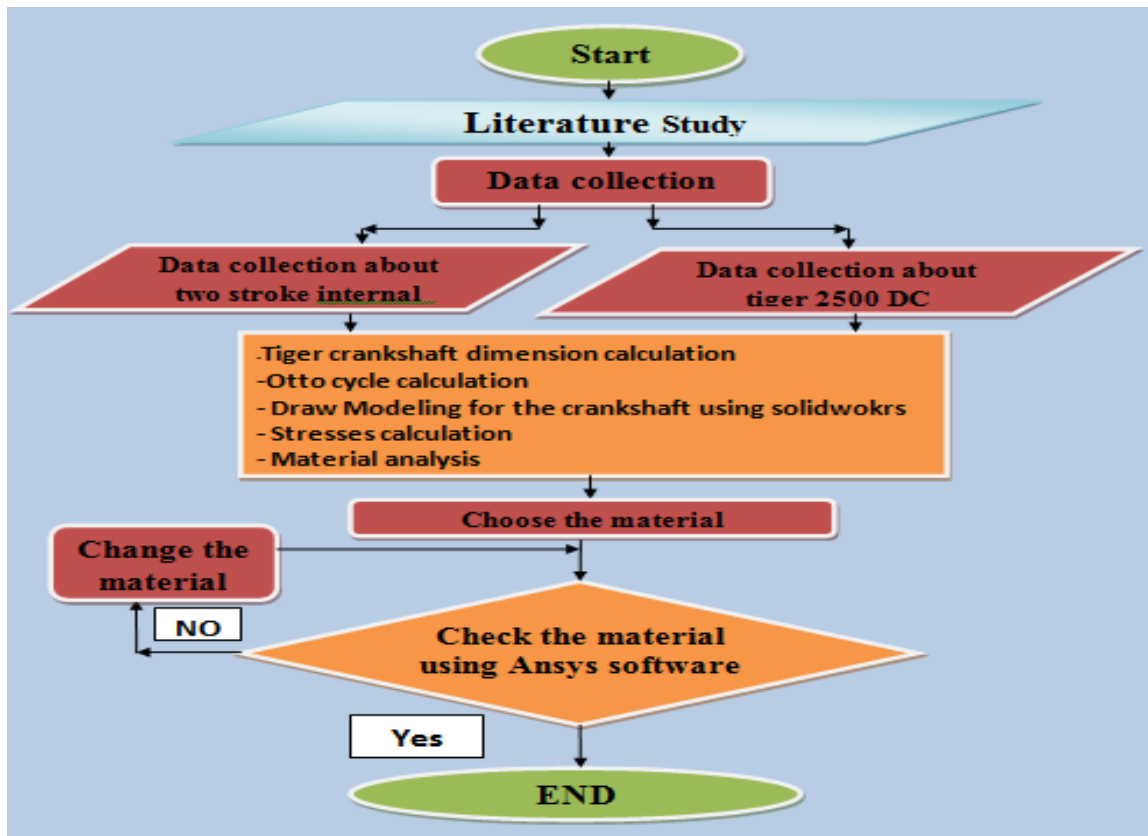 Start
Literature Study
Data collection
Data collection about
two stroke internal
Data collection about
tiger 2500 DC
-Tiger crankshaft dimension calculation
-Otto cycle calculation
- Draw Modeling for the crankshaft using solidwokrs
- Stresses calculation
- Material analysis
Choose the material
Change the
material
NO
Check the material
using Ansys software
Yes
END